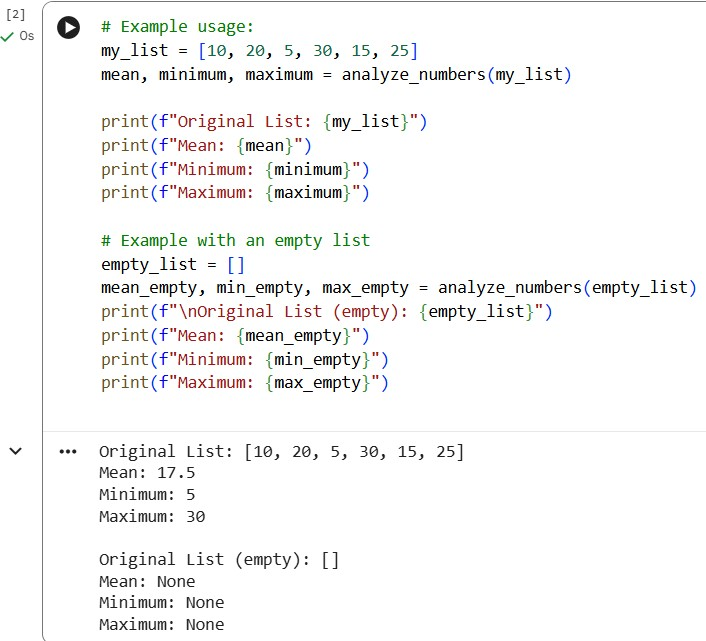 [2]
0s
# Example usage:
my_list = [10, 20, 5, 30, 15, 25]
mean, minimum, maximum = analyze_numbers(my_list)

print(f"Original List: {my_list}")
print(f"Mean: {mean}")
print(f"Minimum: {minimum}")
print(f"Maximum: {maximum}")

# Example with an empty list
empty_list = []
mean_empty, min_empty, max_empty = analyze_numbers(empty_list)
print(f"\nOriginal List (empty): {empty_list}")
print(f"Mean: {mean_empty}")
print(f"Minimum: {min_empty}")
print(f"Maximum: {max_empty}")

Original List: [10, 20, 5, 30, 15, 25]
Mean: 17.5
Minimum: 5
Maximum: 30

Original List (empty): []
Mean: None
Minimum: None
Maximum: None